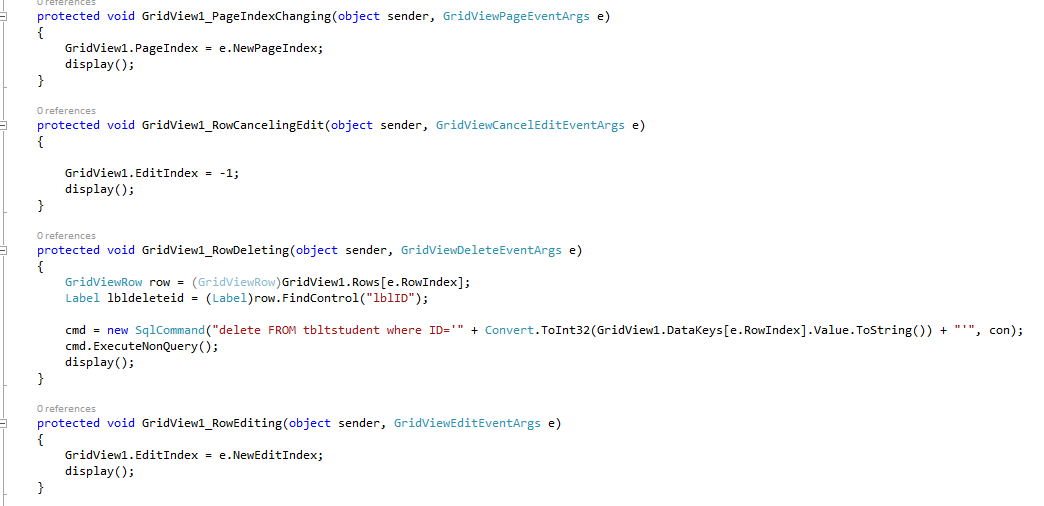 0 references
protected void GridView1_PageIndexChanging(object sender, GridViewPageEventArgs e)
{
GridView1.PageIndex = e.NewPageIndex;
display();
}
0 references
protected void GridView1_RowCancelingEdit(object sender, GridViewCancelEditEventArgs e)
{
GridView1.EditIndex = -1;
display();
}
0 references
protected void GridView1_RowDeleting(object sender, GridViewDeleteEventArgs e)
{
GridViewRow row = (GridViewRow)GridView1.Rows[e.RowIndex];
Label lbldeleteid = (Label)row.FindControl("lblID");
cmd = new SqlCommand("delete FROM tbltstudent where ID='" + Convert.ToInt32(GridView1.DataKeys[e.RowIndex].Value.ToString()) + "'", con);
cmd.ExecuteNonQuery();
display();
}
0 references
protected void GridView1_RowEditing(object sender, GridViewEditEventArgs e)
{
GridView1.EditIndex = e.NewEditIndex;
display();
}